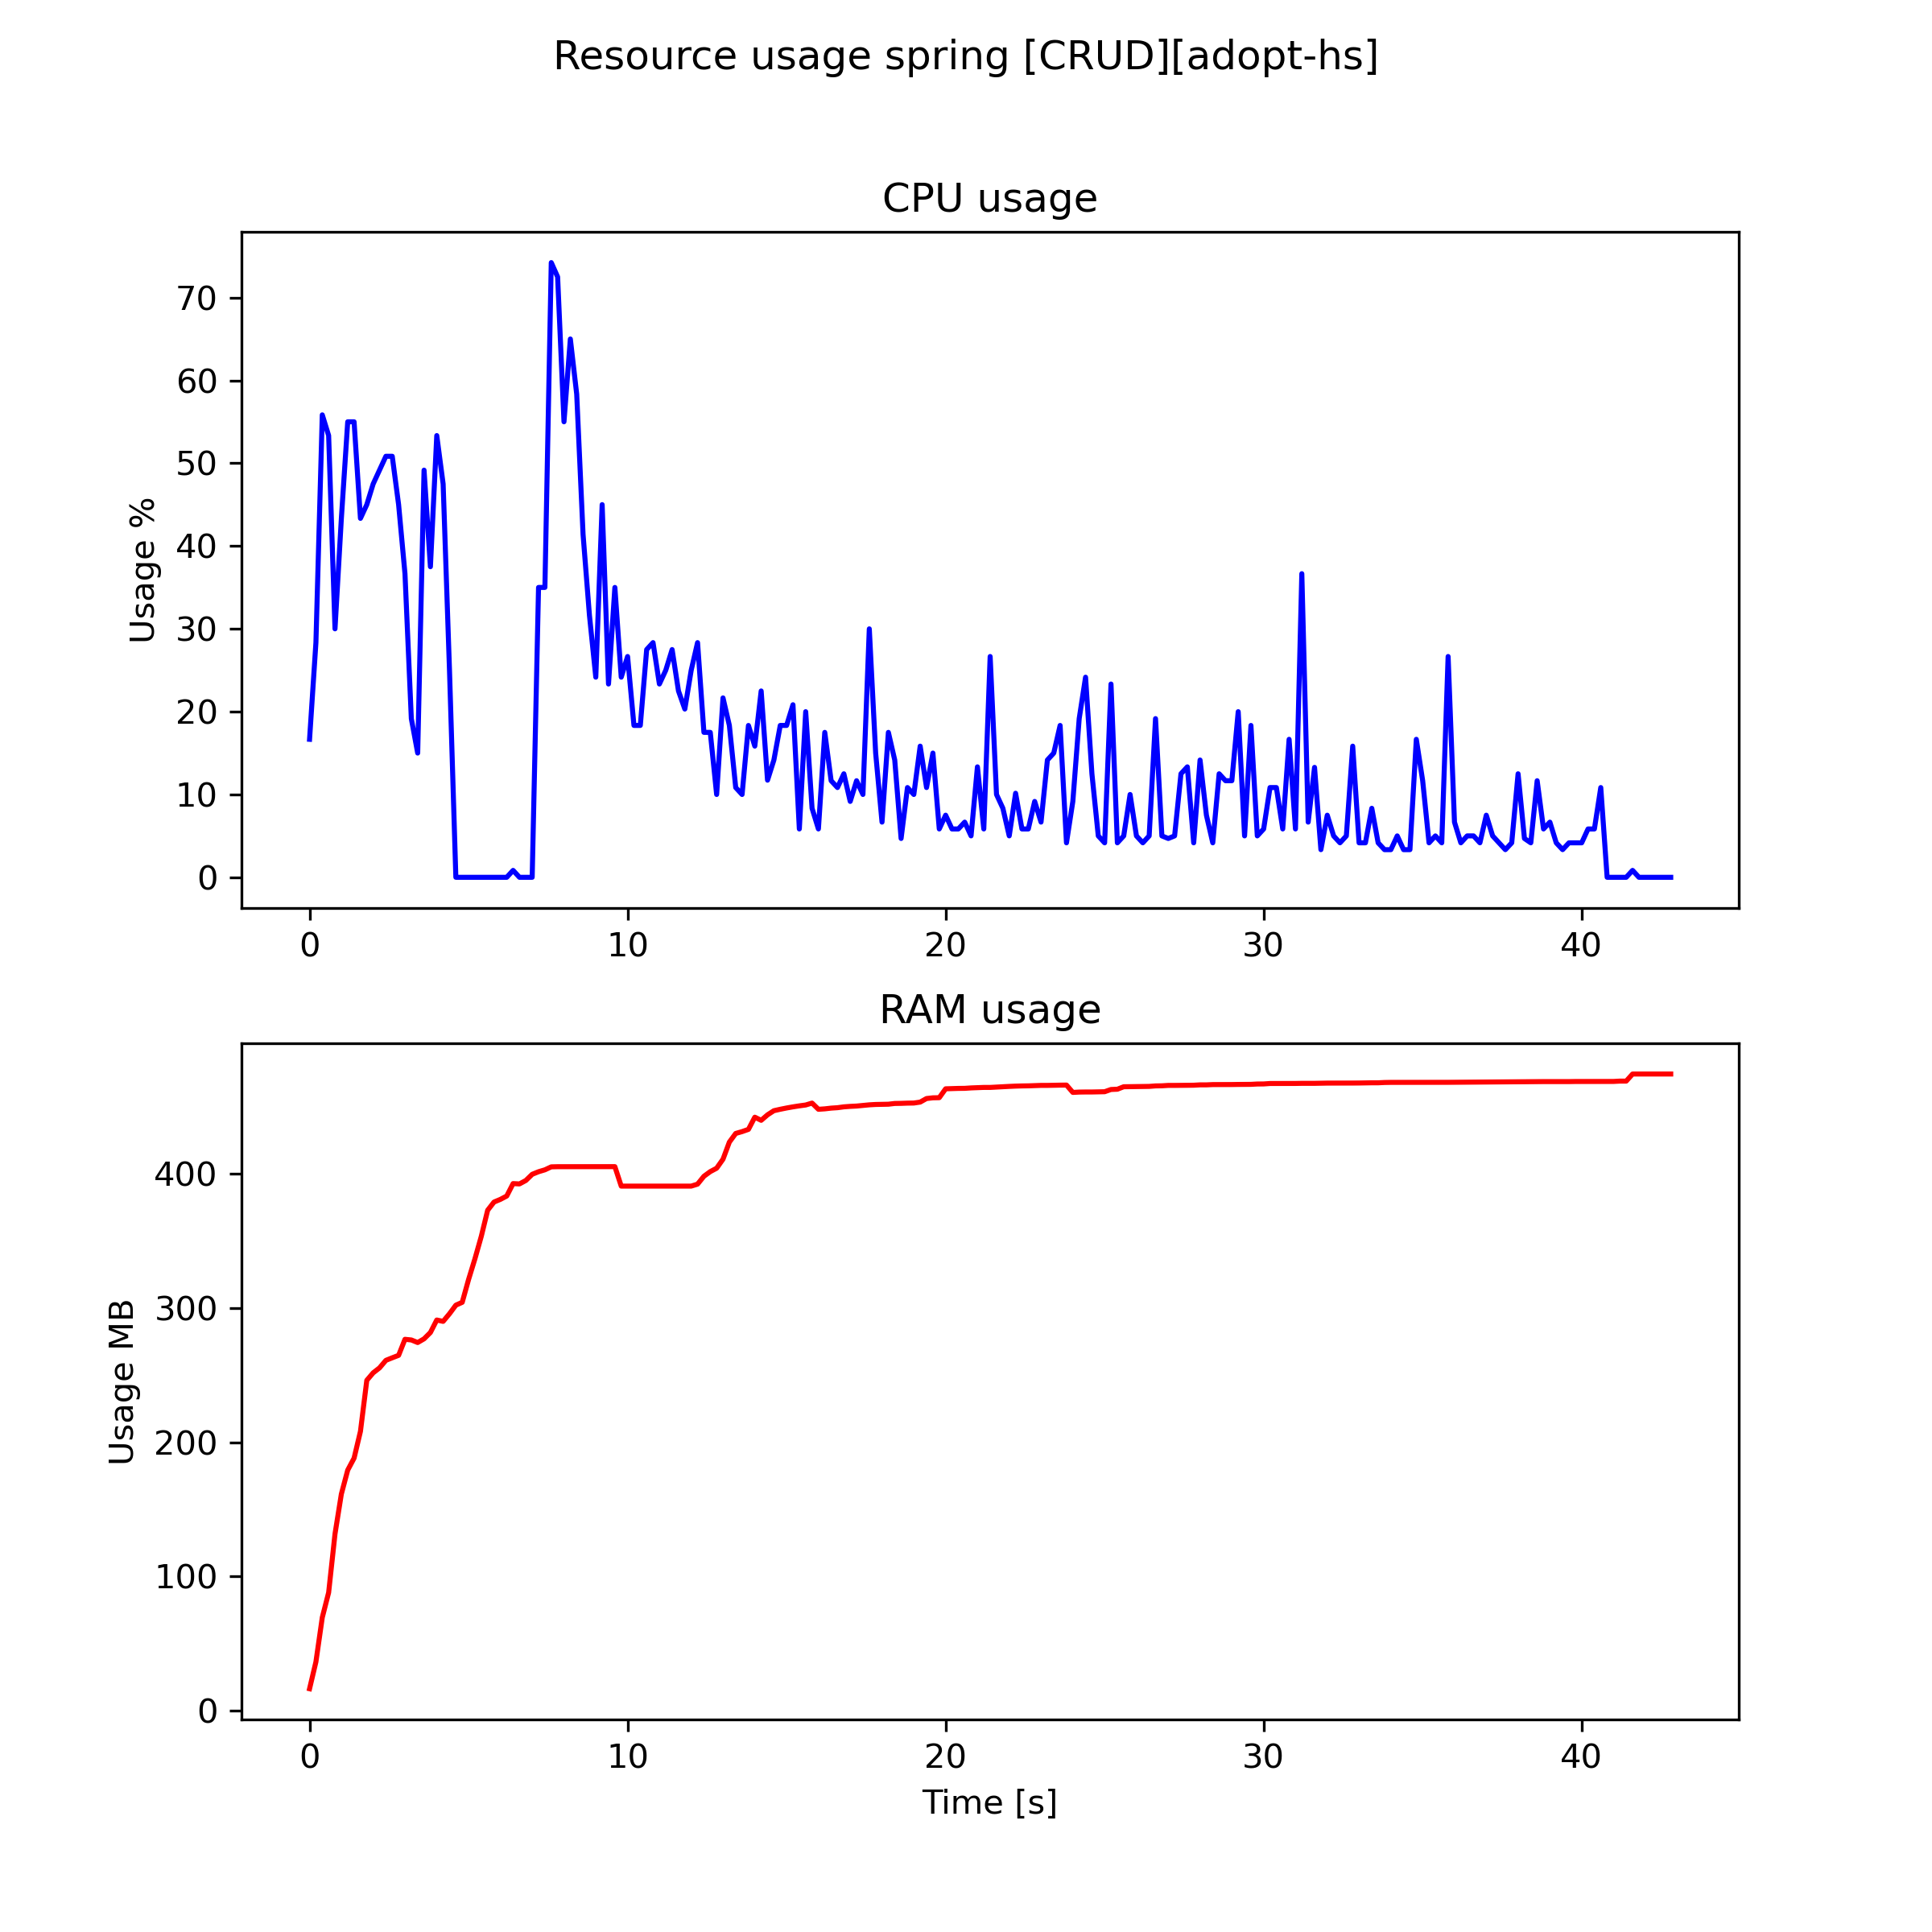 Resource usage spring [CRUD][adopt-hs]
CPU usage
Usage %
70
60
50
40
30
20
10
0
0 10 20 30 40
RAM usage
Usage MB
400
300
200
100
0
0 10 20 30 40
Time [s]